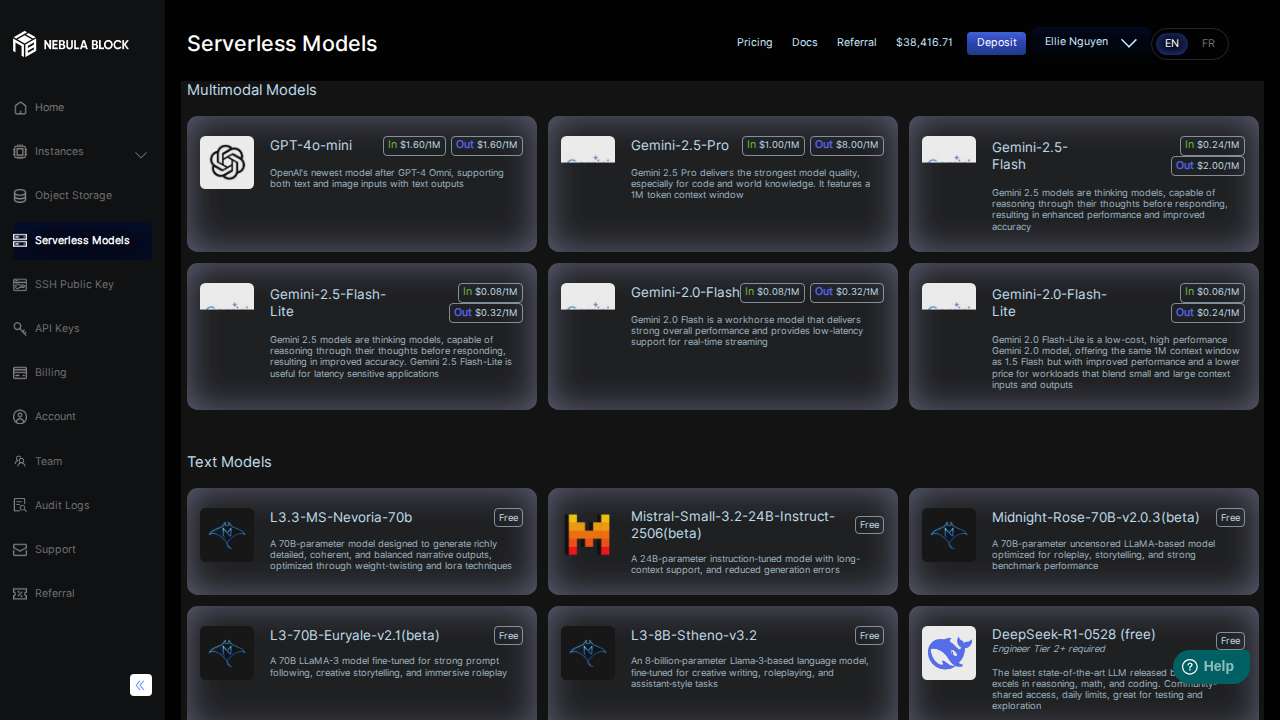 NEBULA BLOCK
Serverless Models
Pricing
Docs
Referral
$38,416.71
Deposit
Ellie Nguyen
EN
FR
Home
Instances
Object Storage
Serverless Models
SSH Public Key
API Keys
Billing
Account
Team
Audit Logs
Support
Referral
Multimodal Models
GPT-4o-mini
In $1.60/1M
Out $1.60/1M
OpenAI's newest model after GPT-4 Omni, supporting
both text and image inputs with text outputs
Gemini-2.5-Pro
In $1.00/1M
Out $8.00/1M
Gemini 2.5 Pro delivers the strongest model quality,
especially for code and world knowledge. It features a
1M token context window
Gemini-2.5-
Flash
In $0.24/1M
Out $2.00/1M
Gemini 2.5 models are thinking models, capable of
reasoning through their thoughts before responding,
resulting in enhanced performance and improved
accuracy
Gemini-2.5-Flash-
Lite
In $0.08/1M
Out $0.32/1M
Gemini 2.5 models are thinking models, capable of
reasoning through their thoughts before responding,
resulting in improved accuracy. Gemini 2.5 Flash-Lite is
useful for latency sensitive applications
Gemini-2.0-Flash
In $0.08/1M
Out $0.32/1M
Gemini 2.0 Flash is a workhorse model that delivers
strong overall performance and provides low-latency
support for real-time streaming
Gemini-2.0-Flash-
Lite
In $0.06/1M
Out $0.24/1M
Gemini 2.0 Flash-Lite is a low-cost, high performance
Gemini 2.0 model, offering the same 1M context window
as 1.5 Flash but with improved performance and a lower
price for workloads that blend small and large context
inputs and outputs
Text Models
L3.3-MS-Nevoria-70b
Free
A 70B-parameter model designed to generate richly
detailed, coherent, and balanced narrative outputs,
optimized through weight-twisting and lora techniques
Mistral-Small-3.2-24B-Instruct-
2506(beta)
Free
A 24B-parameter instruction-tuned model with long-
context support, and reduced generation errors
Midnight-Rose-70B-v2.0.3(beta)
Free
A 70B-parameter uncensored LLaMA-based model
optimized for roleplay, storytelling, and strong
benchmark performance
L3-70B-Euryale-v2.1(beta)
Free
A 70B LLaMA-3 model fine-tuned for strong prompt
following, creative storytelling, and immersive roleplay
L3-8B-Stheno-v3.2
Free
An 8-billion-parameter Llama-3-based language model,
fine-tuned for creative writing, roleplaying, and
assistant-style tasks
DeepSeek-R1-0528 (free)
Engineer Tier 2+ required
Free
The latest state-of-the-art LLM released
excels in reasoning, math, and coding. Community-
shared access, daily limits, great for testing and
exploration
Help